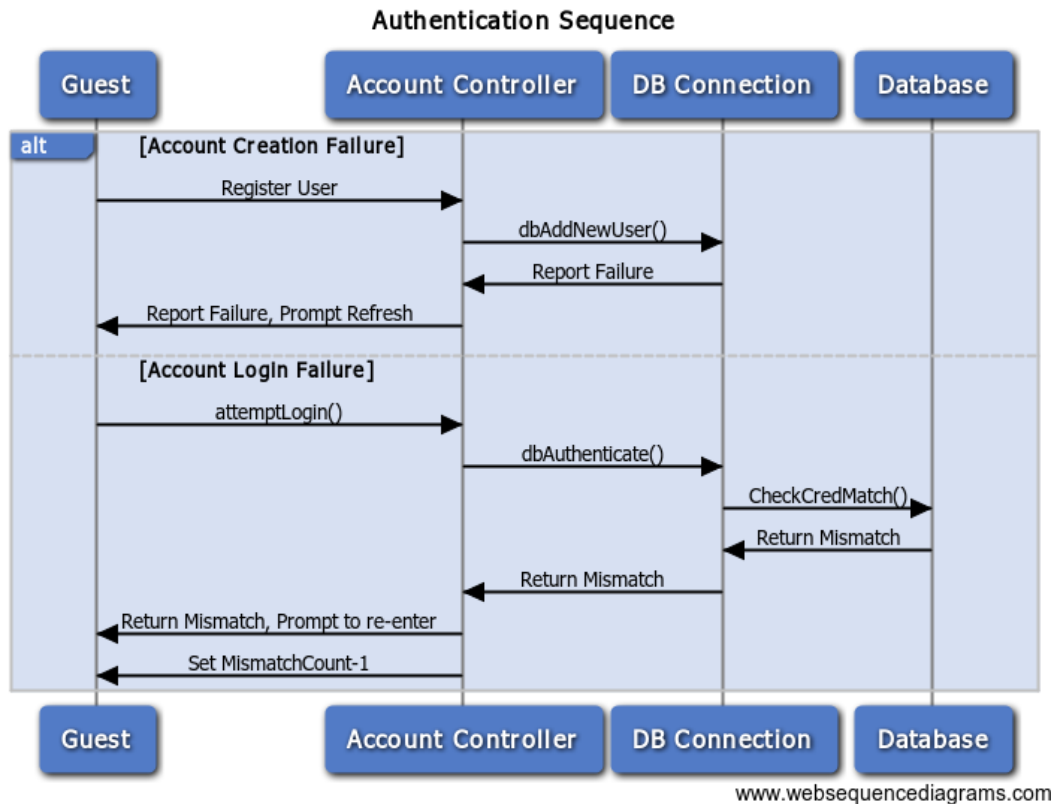 Authentication Sequence
Guest
Account Controller
DB Connection
Database
alt
[Account Creation Failure]
Register User
dbAddNewUser()
Report Failure
Report Failure, Prompt Refresh
[Account Login Failure]
attemptLogin()
dbAuthenticate()
CheckCredMatch()
Return Mismatch
Return Mismatch
Return Mismatch, Prompt to re-enter
Set MismatchCount-1
Guest
Account Controller
DB Connection
Database
www.websequencediagrams.com